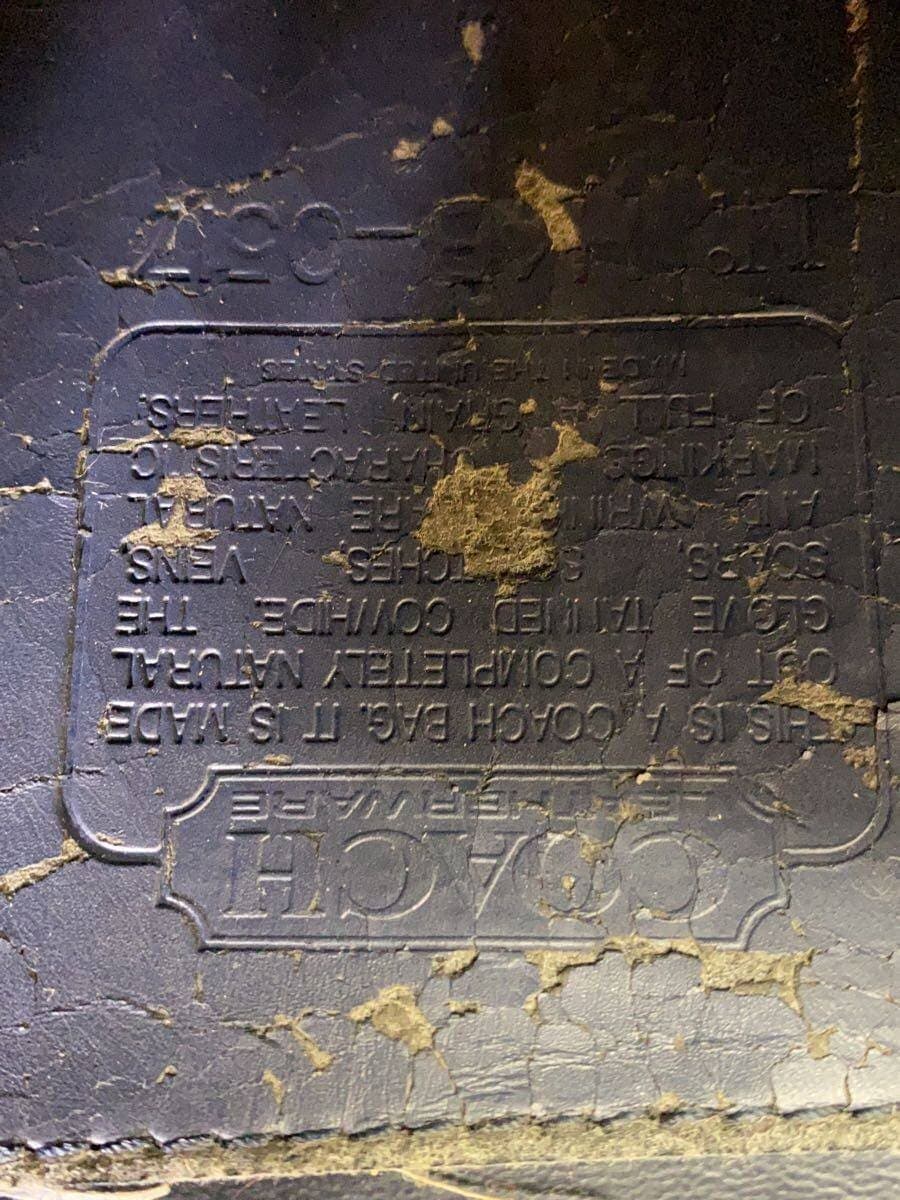 COACH
LEATHERWARE
THIS IS A COACH BAG. IT IS MADE
OUT OF A COMPLETELY NATURAL
GLOVE TANNED COWHIDE. THE
SCARS, VEINS
AND ARE NATURAL
MARKINGS CHARACTERISTIC
OF FULL GRAIN LEATHERS.
MADE IN THE UNITED STATES